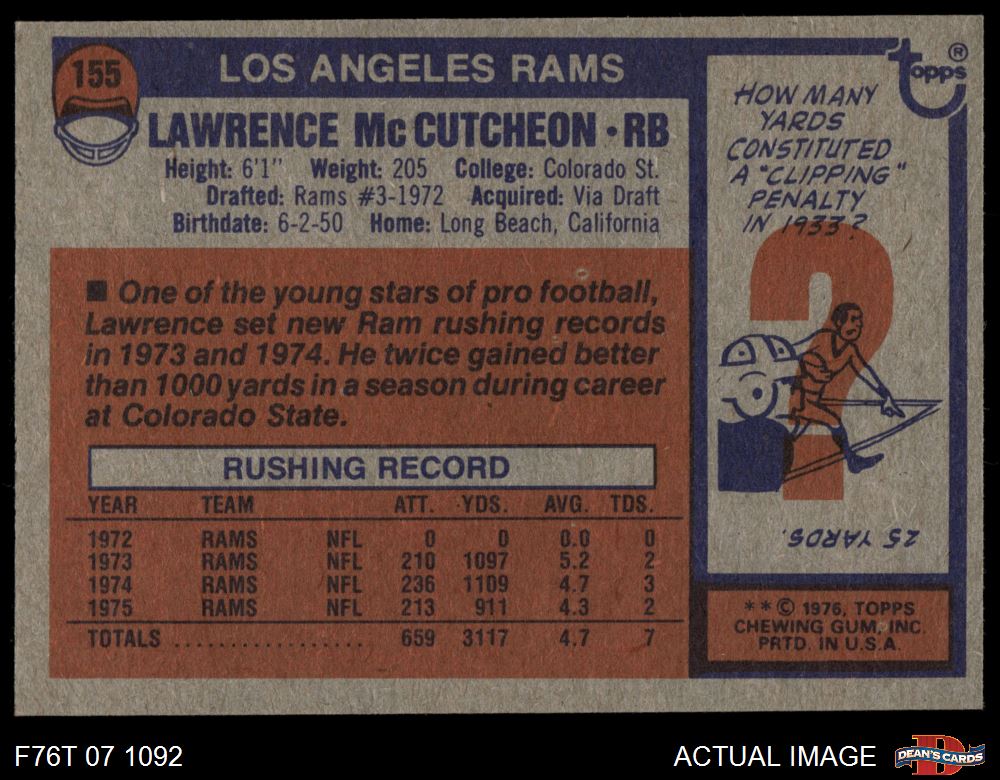 155
LOS ANGELES RAMS
LAWRENCE McCUTCHEON • RB
Height: 6'1" Weight: 205 College: Colorado St.
Drafted: Rams #3-1972 Acquired: Via Draft
Birthdate: 6-2-50 Home: Long Beach, California
■ One of the young stars of pro football,
Lawrence set new Ram rushing records
in 1973 and 1974. He twice gained better
than 1000 yards in a season during career
at Colorado State.
RUSHING RECORD
YEAR TEAM ATT. YDS. AVG. TDS.
1972 RAMS NFL 0 0 0.0 0
1973 RAMS NFL 210 1097 5.2 2
1974 RAMS NFL 236 1109 4.7 3
1975 RAMS NFL 213 911 4.3 2
TOTALS .................. 659 3117 4.7 7
topps®
HOW MANY
YARDS
CONSTITUTED
A "CLIPPING"
PENALTY
IN 1933?
?
25 YARDS.
**© 1976, TOPPS
CHEWING GUM, INC.
PRTD. IN U.S.A.
F76T 07 1092
ACTUAL IMAGE
D
DEAN'S CARDS